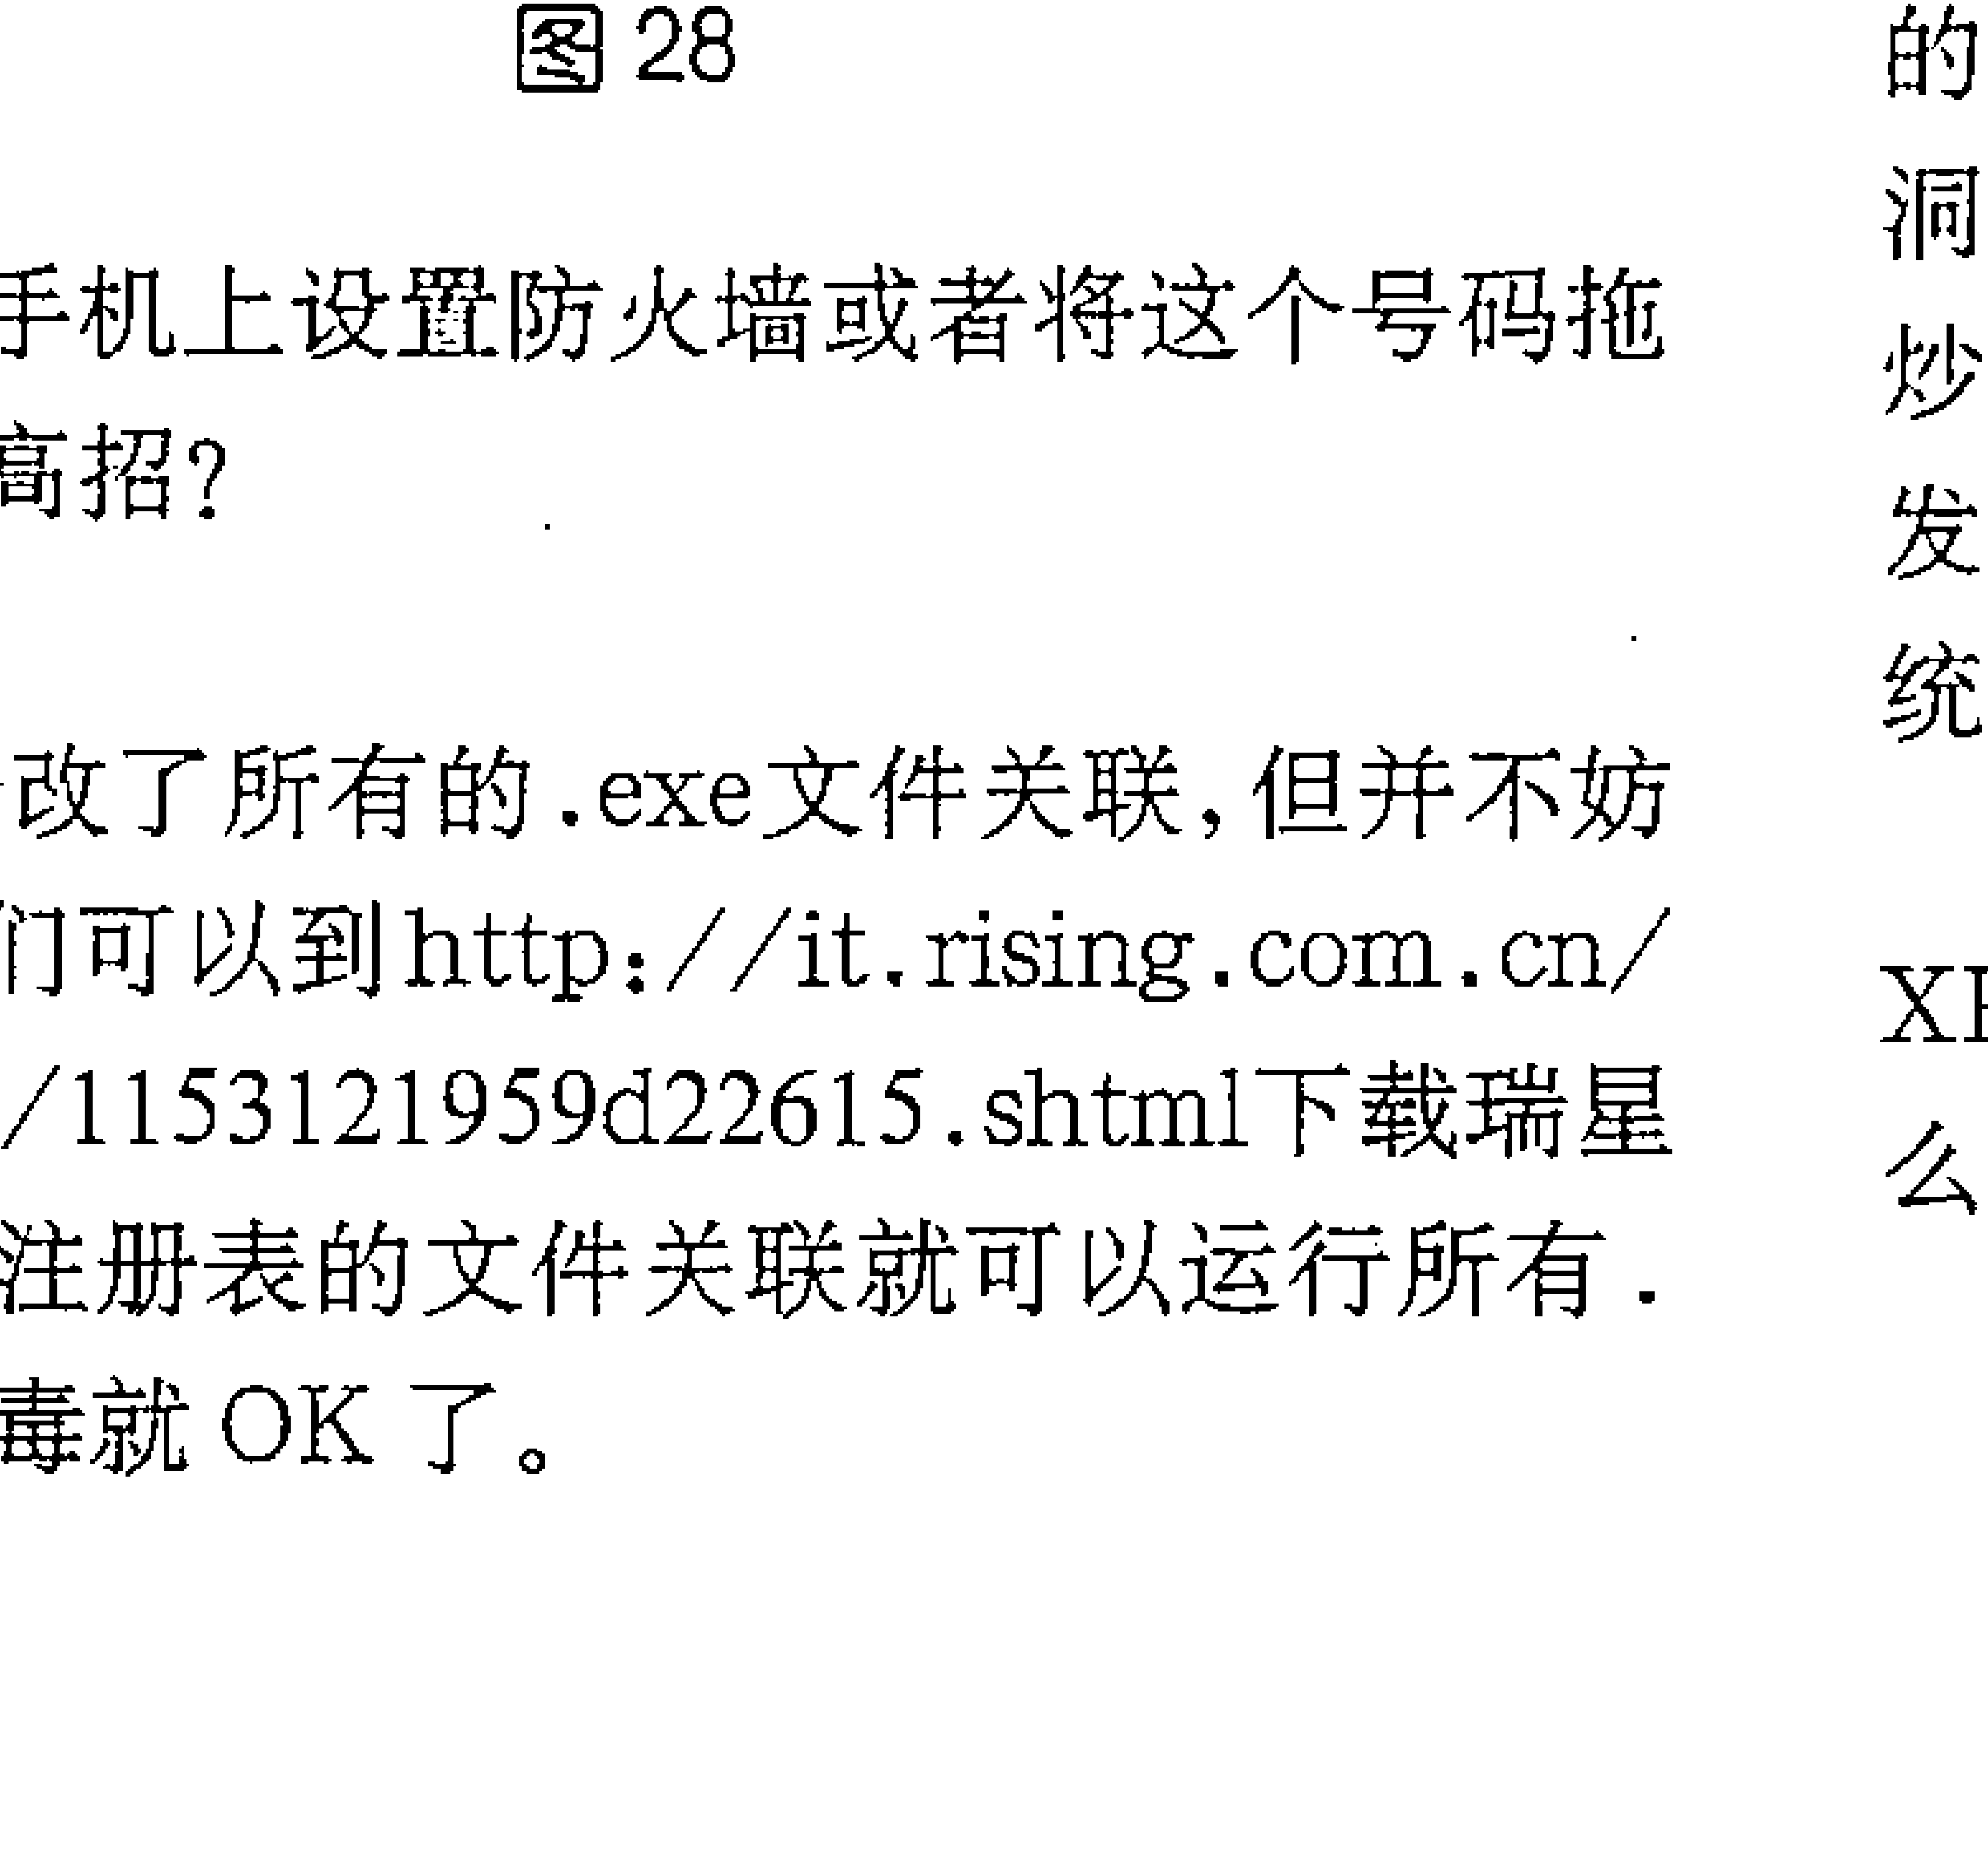 图 28
手机上设置防火墙或者将这个号码拖
高招?
改了所有的.exe文件关联,但并不妨
们可以到http://it.rising.com.cn/
/1153121959d22615.shtml下载瑞星
注册表的文件关联就可以运行所有.
毒就 OK 了。
的
洞
炒
发
统
XP
么